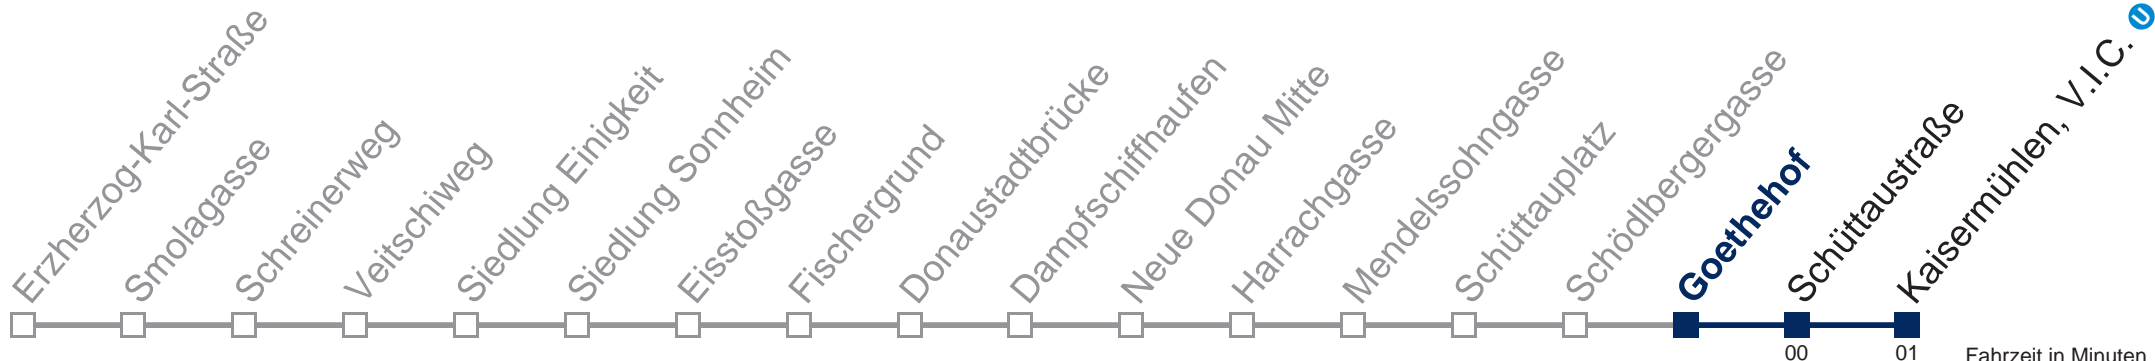 Erzherzog-Karl-Straße
Smolagasse
Schreinerweg
Veitschiweg
Siedlung Einigkeit
Siedlung Sonnheim
Eisstoßgasse
Fischergrund
Donaustadtbrücke
Dampfschiffhaufen
Neue Donau Mitte
Harrachgasse
Mendelssohngasse
Schüttauplatz
Schödlbergergasse
Goethehof
Schüttaustraße
Kaisermühlen, V.I.C. U
00 01 Fahrzeit in Minuten